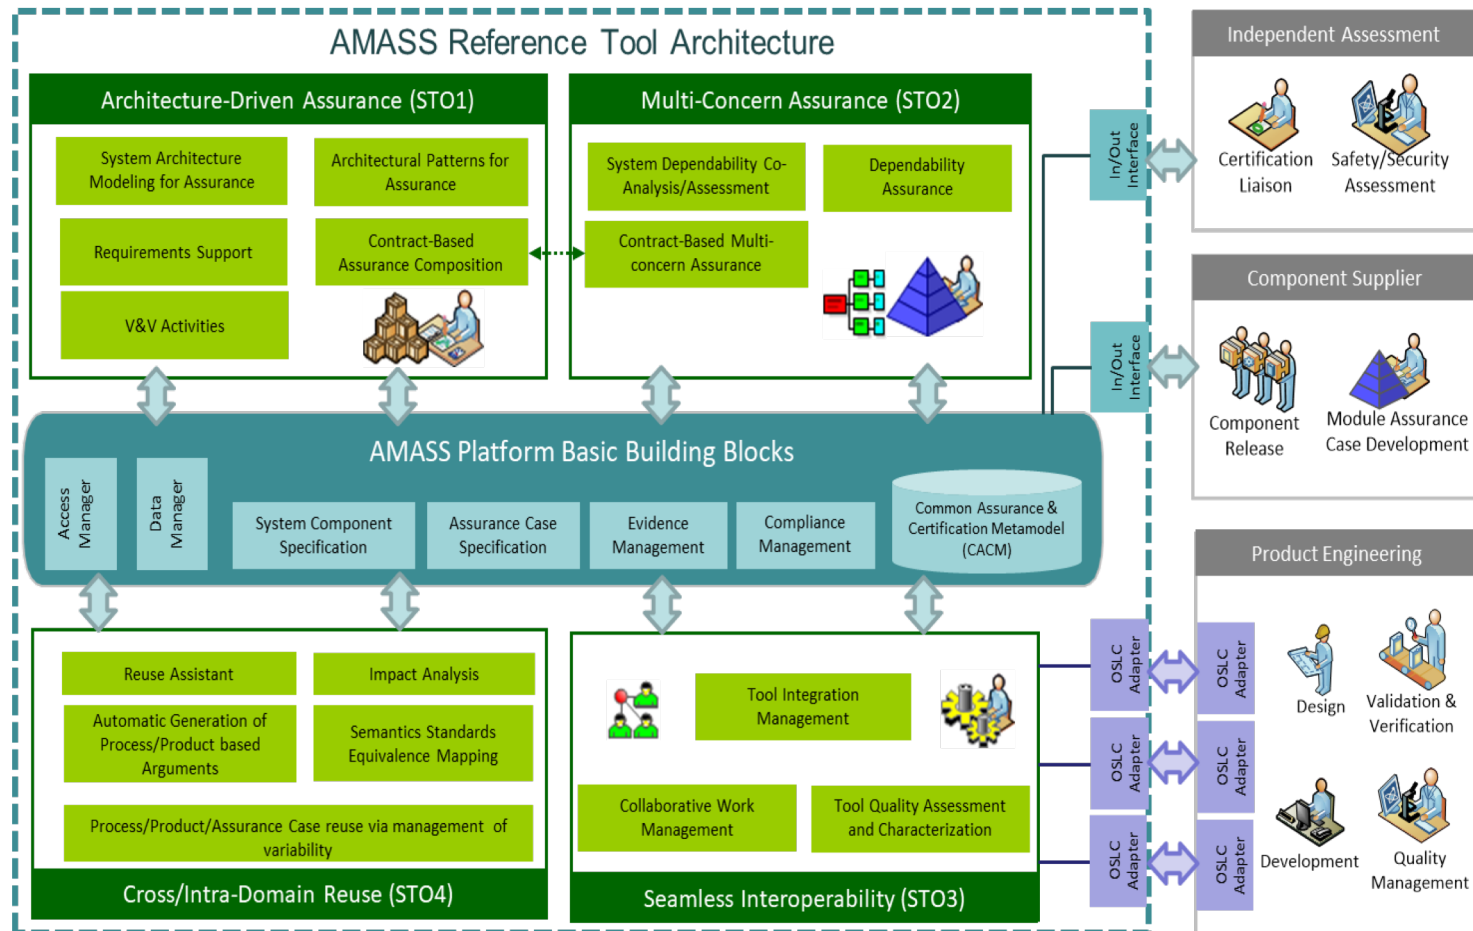 AMASS Reference Tool Architecture
Architecture-Driven Assurance (STO1)
System Architecture
Modeling for Assurance
Architectural Patterns for
Assurance
Requirements Support
Contract-Based
Assurance Composition
V&V Activities
Multi-Concern Assurance (STO2)
System Dependability Co-
Analysis/Assessment
Dependability
Assurance
Contract-Based Multi-
concern Assurance
In/Out
Interface
In/Out
Interface
AMASS Platform Basic Building Blocks
Access
Manager
Data
Manager
System Component
Specification
Assurance Case
Specification
Evidence
Management
Compliance
Management
Common Assurance &
Certification Metamodel
(CACM)
Reuse Assistant
Impact Analysis
Automatic Generation of
Process/Product based
Arguments
Semantics Standards
Equivalence Mapping
Process/Product/Assurance Case reuse via management of
variability
Cross/Intra-Domain Reuse (STO4)
Tool Integration
Management
Collaborative Work
Management
Tool Quality Assessment
and Characterization
Seamless Interoperability (STO3)
OSLC
Adapter
OSLC
Adapter
OSLC
Adapter
OSLC
Adapter
OSLC
Adapter
OSLC
Adapter
Independent Assessment
Certification
Liaison
Safety/Security
Assessment
Component Supplier
Component
Release
Module Assurance
Case Development
Product Engineering
Design
Validation &
Verification
Development
Quality
Management